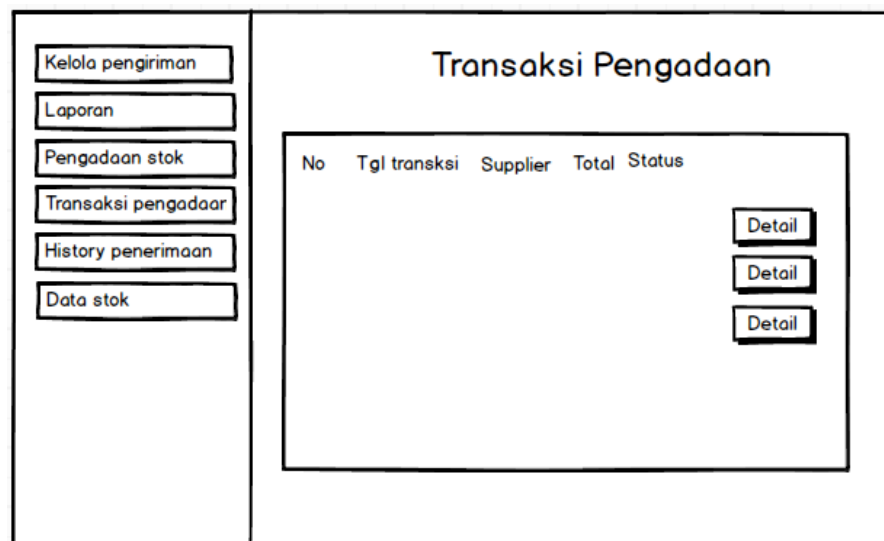 Kelola pengiriman
Laporan
Pengadaan stok
Transaksi pengadaar
History penerimaan
Data stok
Transaksi Pengadaan
No Tgl transksi Supplier Total Status
Detail
Detail
Detail